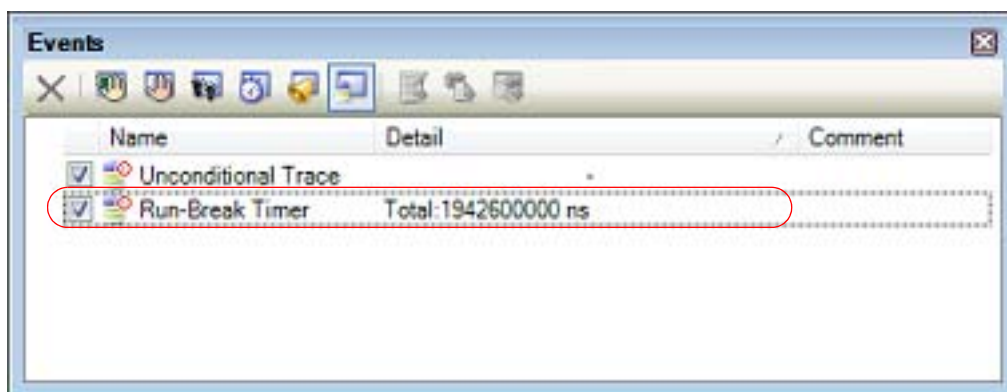 Events
Name Detail Comment
Unconditional Trace -
Run-Break Timer Total:1942600000 ns